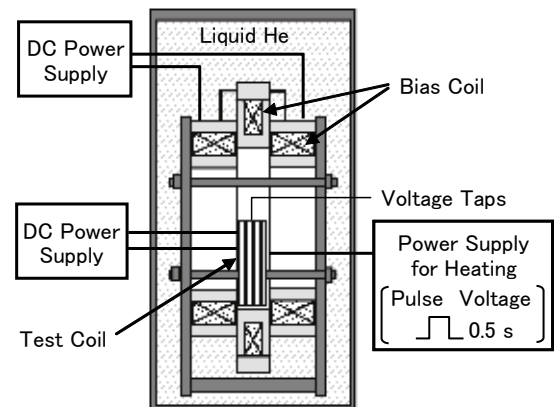 DC Power
Supply
Liquid He
Bias Coil
Voltage Taps
DC Power
Supply
Power Supply
for Heating
Pulse Voltage
0.5 s
Test Coil